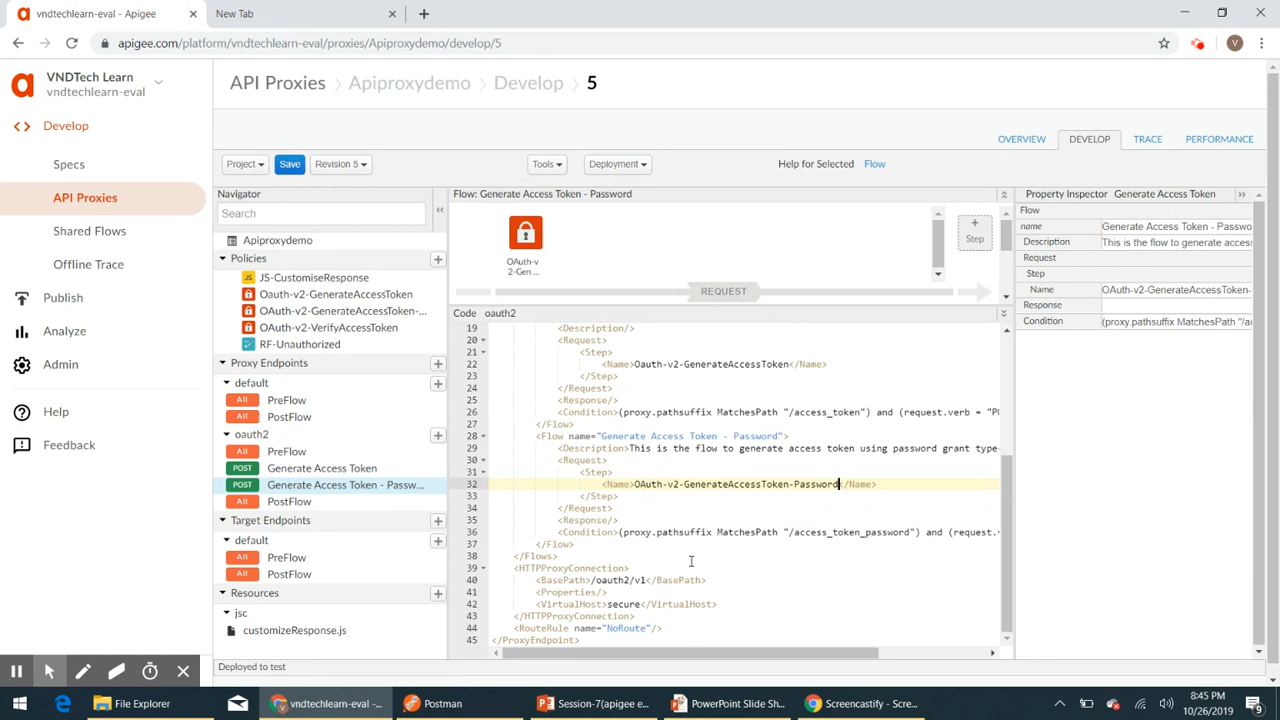 vndtechlearn-eval - Apigee
New Tab
apigee.com/platform/vndtechlearn-eval/proxies/Apiproxydemo/develop/5
V
VNDTech Learn
vndtechlearn-eval
Develop
Specs
API Proxies
Shared Flows
Offline Trace
Publish
Analyze
Admin
Help
Feedback
API Proxies
Apiproxydemo
Develop
5
OVERVIEW
DEVELOP
TRACE
PERFORMANCE
Project
Save
Revision 5
Tools
Deployment
Help for Selected
Flow
Navigator
Search
Apiproxydemo
Policies
JS JS-CustomiseResponse
Oauth-v2-GenerateAccessToken
OAuth-v2-GenerateAccessToken-...
OAuth-v2-VerifyAccessToken
RF-Unauthorized
Proxy Endpoints
default
All PreFlow
All PostFlow
oauth2
All PreFlow
POST Generate Access Token
POST Generate Access Token - Passw...
All PostFlow
Target Endpoints
default
All PreFlow
All PostFlow
Resources
jsc
customizeResponse.js
Flow: Generate Access Token - Password
OAuth-v
2-Gen ...
+
Step
REQUEST
Code oauth2
19 <Description/>
20 <Request>
21 <Step>
22 <Name>Oauth-v2-GenerateAccessToken</Name>
23 </Step>
24 </Request>
25 <Response/>
26 <Condition>(proxy.pathsuffix MatchesPath "/access_token") and (request.verb = "PO
27 </Flow>
28 <Flow name="Generate Access Token - Password">
29 <Description>This is the flow to generate access token using password grant type
30 <Request>
31 <Step>
32 <Name>OAuth-v2-GenerateAccessToken-Password</Name>
33 </Step>
34 </Request>
35 <Response/>
36 <Condition>(proxy.pathsuffix MatchesPath "/access_token_password") and (request.v
37 </Flow>
38 </Flows>
39 <HTTPProxyConnection>
40 <BasePath>/oauth2/v1</BasePath>
41 <Properties/>
42 <VirtualHost>secure</VirtualHost>
43 </HTTPProxyConnection>
44 <RouteRule name="NoRoute"/>
45 </ProxyEndpoint>
Property Inspector Generate Access Token
Flow
name Generate Access Token - Passwo
Description This is the flow to generate acces
Request
Step
Name OAuth-v2-GenerateAccessToken-
Response
Condition (proxy.pathsuffix MatchesPath "/a
Deployed to test
File Explorer
vndtechlearn-eval -...
Postman
Session-7(apigee e...
PowerPoint Slide Sh...
Screencastify - Scre...
8:45 PM
10/26/2019
9